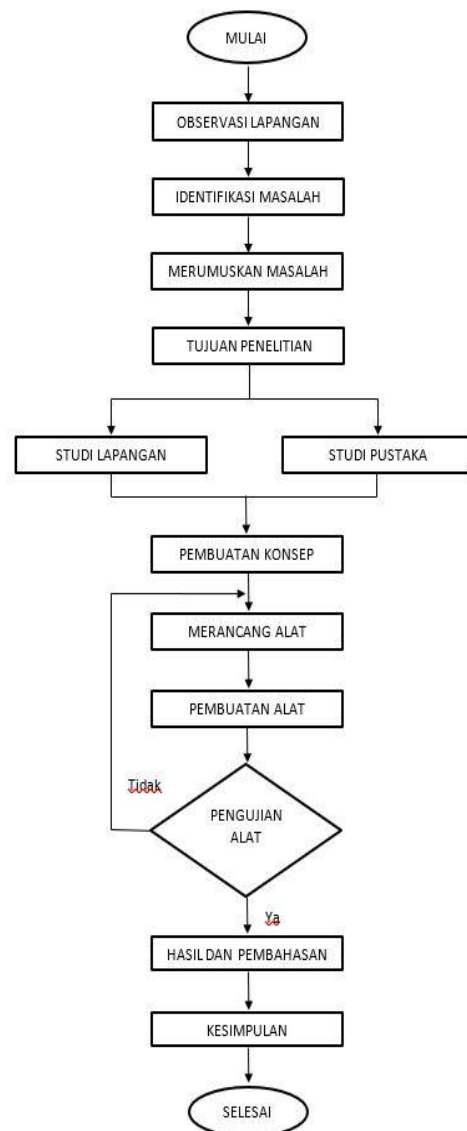 MULAI
OBSERVASI LAPANGAN
IDENTIFIKASI MASALAH
MERUMUSKAN MASALAH
TUJUAN PENELITIAN
STUDI LAPANGAN
STUDI PUSTAKA
PEMBUATAN KONSEP
MERANCANG ALAT
PEMBUATAN ALAT
Tidak
PENGUJIAN
ALAT
Ya
HASIL DAN PEMBAHASAN
KESIMPULAN
SELESAI